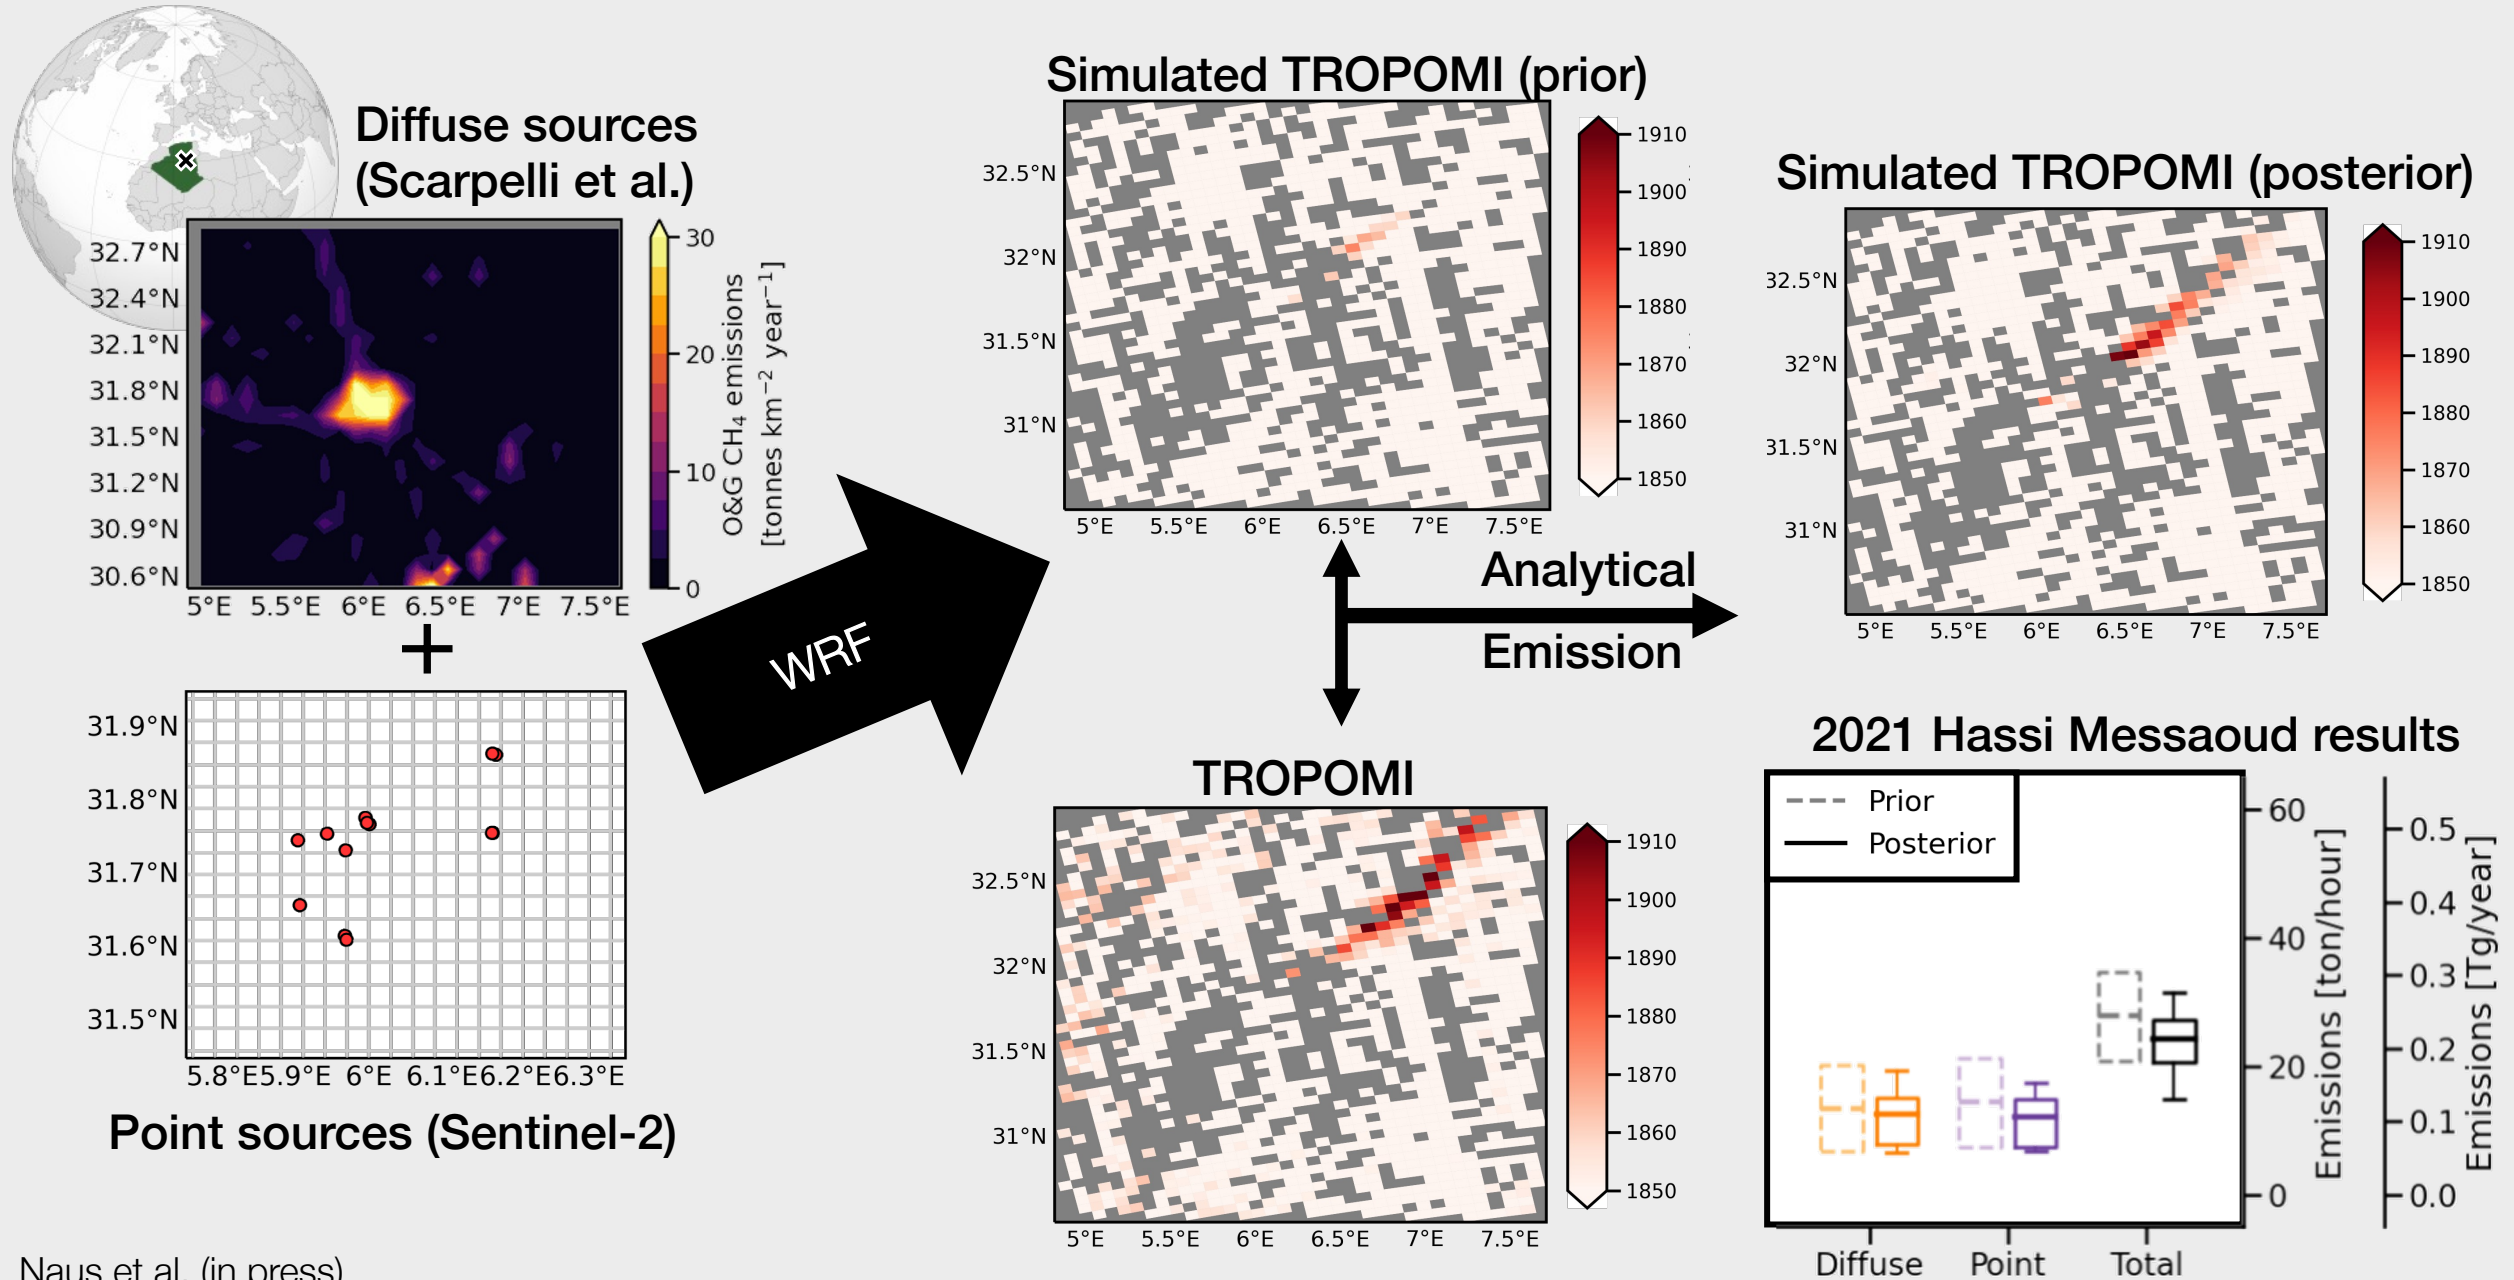 Diffuse sources
(Scarpelli et al.)
32.7°N
32.4°N
32.1°N
31.8°N
31.5°N
31.2°N
30.9°N
30.6°N
5°E 5.5°E 6°E 6.5°E 7°E 7.5°E
30
20
10
0
O&G CH₄ emissions
[tonnes km⁻² year⁻¹]
+
31.9°N
31.8°N
31.7°N
31.6°N
31.5°N
5.8°E 5.9°E 6°E 6.1°E 6.2°E 6.3°E
Point sources (Sentinel-2)
Naus et al. (in press)
WRF
Simulated TROPOMI (prior)
32.5°N
32°N
31.5°N
31°N
5°E 5.5°E 6°E 6.5°E 7°E 7.5°E
1910
1900
1890
1880
1870
1860
1850
Analytical
Emission
TROPOMI
32.5°N
32°N
31.5°N
31°N
5°E 5.5°E 6°E 6.5°E 7°E 7.5°E
1910
1900
1890
1880
1870
1860
1850
Simulated TROPOMI (posterior)
32.5°N
32°N
31.5°N
31°N
5°E 5.5°E 6°E 6.5°E 7°E 7.5°E
1910
1900
1890
1880
1870
1860
1850
2021 Hassi Messaoud results
Prior
Posterior
60
40
20
0
Emissions [ton/hour]
0.5
0.4
0.3
0.2
0.1
0.0
Emissions [Tg/year]
Diffuse Point Total